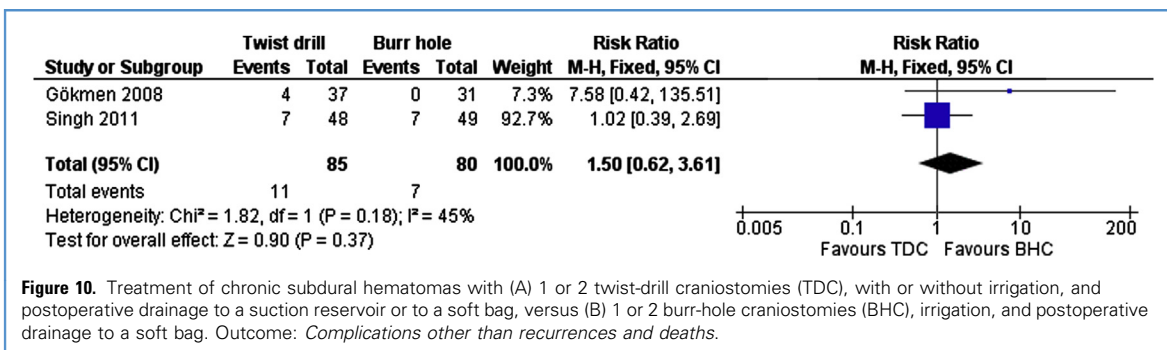 Twist drill Burr hole Risk Ratio Risk Ratio
Study or Subgroup Events Total Events Total Weight M-H, Fixed, 95% CI M-H, Fixed, 95% CI
Gökmen 2008 4 37 0 31 7.3% 7.58 [0.42, 135.51]
Singh 2011 7 48 7 49 92.7% 1.02 [0.39, 2.69]
Total (95% CI) 85 80 100.0% 1.50 [0.62, 3.61]
Total events 11 7
Heterogeneity: Chi² = 1.82, df = 1 (P = 0.18); I² = 45%
Test for overall effect: Z = 0.90 (P = 0.37)
0.005 0.1 1 10 200
Favours TDC Favours BHC
Figure 10. Treatment of chronic subdural hematomas with (A) 1 or 2 twist-drill craniostomies (TDC), with or without irrigation, and
postoperative drainage to a suction reservoir or to a soft bag, versus (B) 1 or 2 burr-hole craniostomies (BHC), irrigation, and postoperative
drainage to a soft bag. Outcome: Complications other than recurrences and deaths.